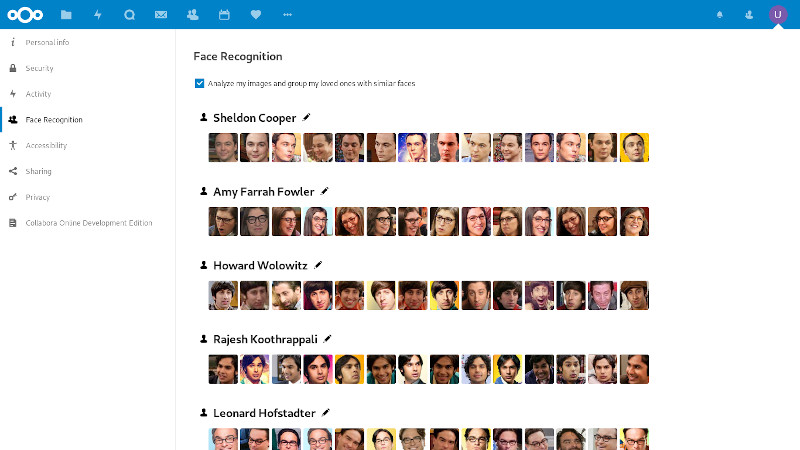 U
Personal info
Security
Activity
Face Recognition
Accessibility
Sharing
Privacy
Collabora Online Development Edition
Face Recognition
Analyze my images and group my loved ones with similar faces
Sheldon Cooper
Amy Farrah Fowler
Howard Wolowitz
Rajesh Koothrappali
Leonard Hofstadter